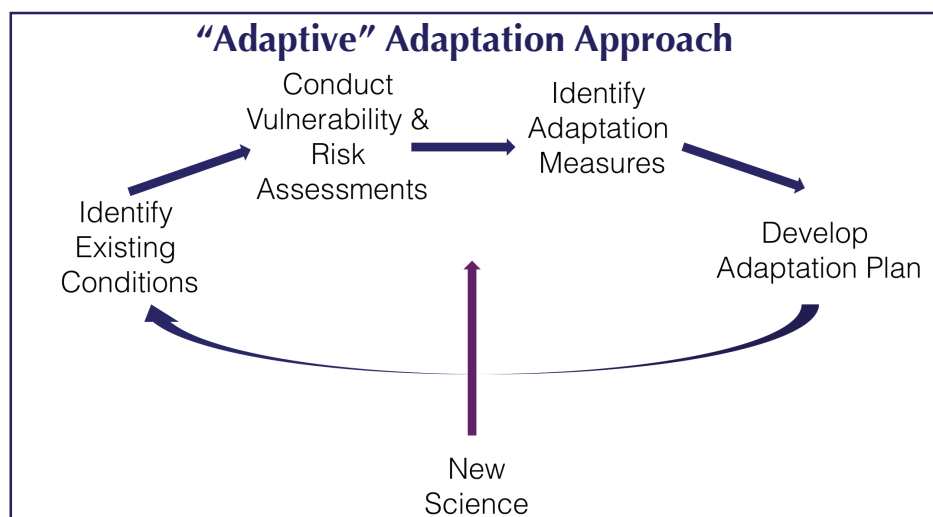 “Adaptive” Adaptation Approach
Conduct
Vulnerability &
Risk
Assessments
Identify
Adaptation
Measures
Identify
Existing
Conditions
Develop
Adaptation Plan
New
Science